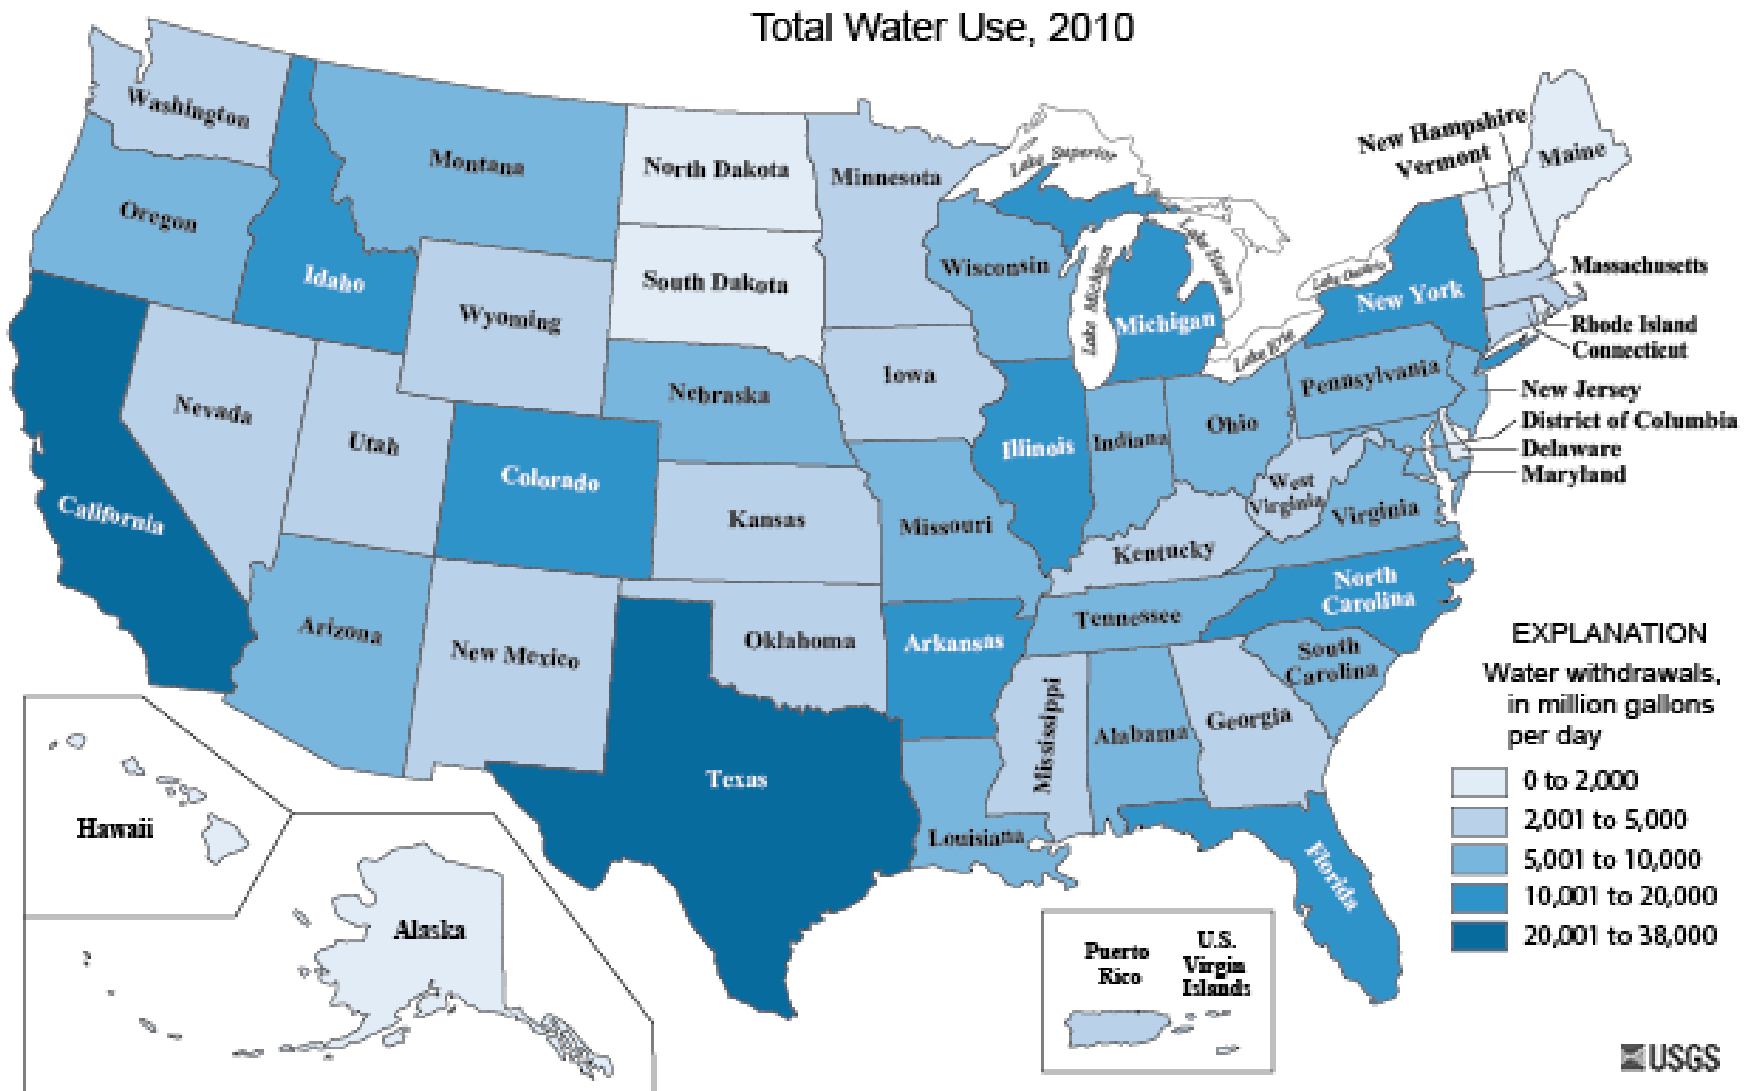 Total Water Use, 2010
Washington
Montana
North Dakota
Minnesota
Lake Superior
New Hampshire
Vermont
Maine
Oregon
Idaho
Wyoming
South Dakota
Wisconsin
Lake Michigan
Lake Huron
Michigan
Lake Ontario
Lake Erie
New York
Massachusetts
Rhode Island
Connecticut
Nevada
Utah
Colorado
Nebraska
Iowa
Illinois
Indiana
Ohio
Pennsylvania
New Jersey
District of Columbia
Delaware
Maryland
California
Kansas
Missouri
Kentucky
West
Virginia
Virginia
Arizona
New Mexico
Oklahoma
Arkansas
Tennessee
North
Carolina
South
Carolina
Texas
Louisiana
Mississippi
Alabama
Georgia
Florida
Hawaii
Alaska
Puerto
Rico
U.S.
Virgin
Islands
EXPLANATION
Water withdrawals,
in million gallons
per day
0 to 2,000
2,001 to 5,000
5,001 to 10,000
10,001 to 20,000
20,001 to 38,000
USGS